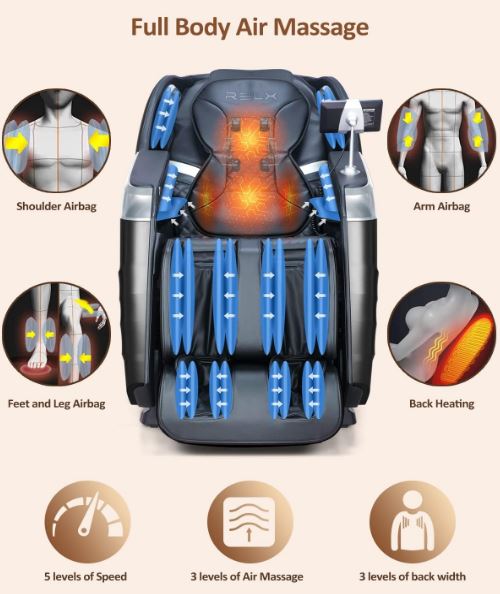 Full Body Air Massage
RELX
Shoulder Airbag
Arm Airbag
Feet and Leg Airbag
Back Heating
5 levels of Speed
3 levels of Air Massage
3 levels of back width